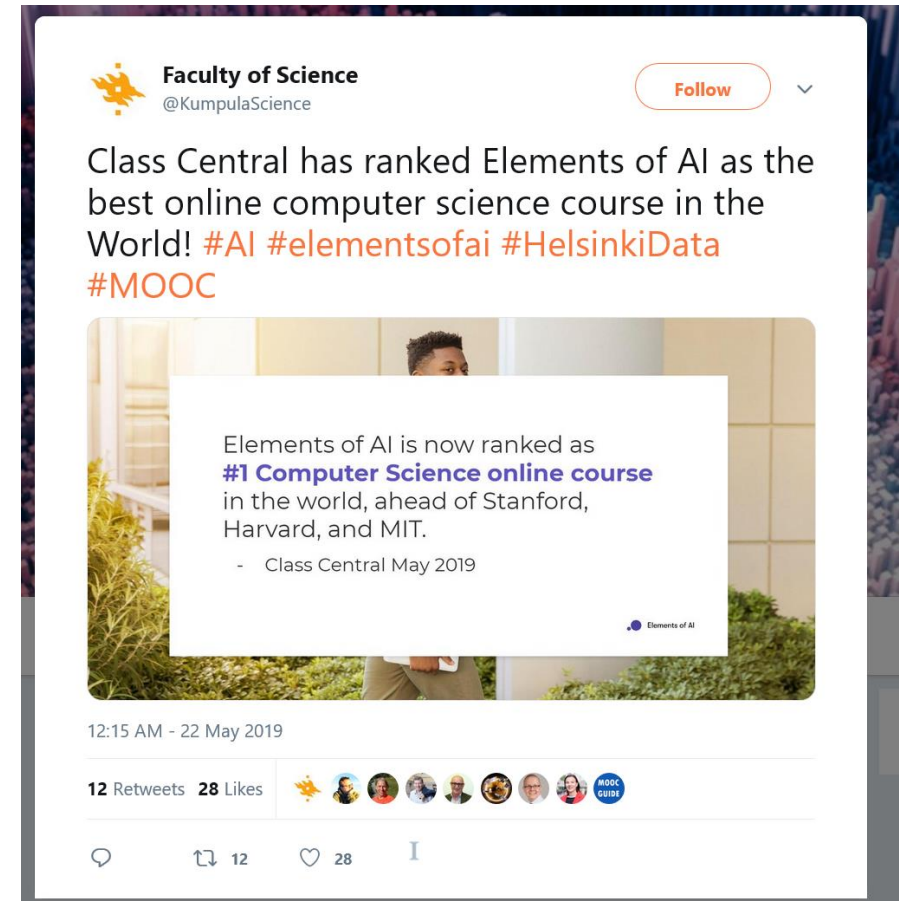 Faculty of Science
@KumpulaScience
Follow
Class Central has ranked Elements of AI as the
best online computer science course in the
World! #AI #elementsofai #HelsinkiData
#MOOC
Elements of AI is now ranked as
#1 Computer Science online course
in the world, ahead of Stanford,
Harvard, and MIT.
- Class Central May 2019
Elements of AI
12:15 AM - 22 May 2019
12 Retweets 28 Likes
MOOC
GUIDE
12 28